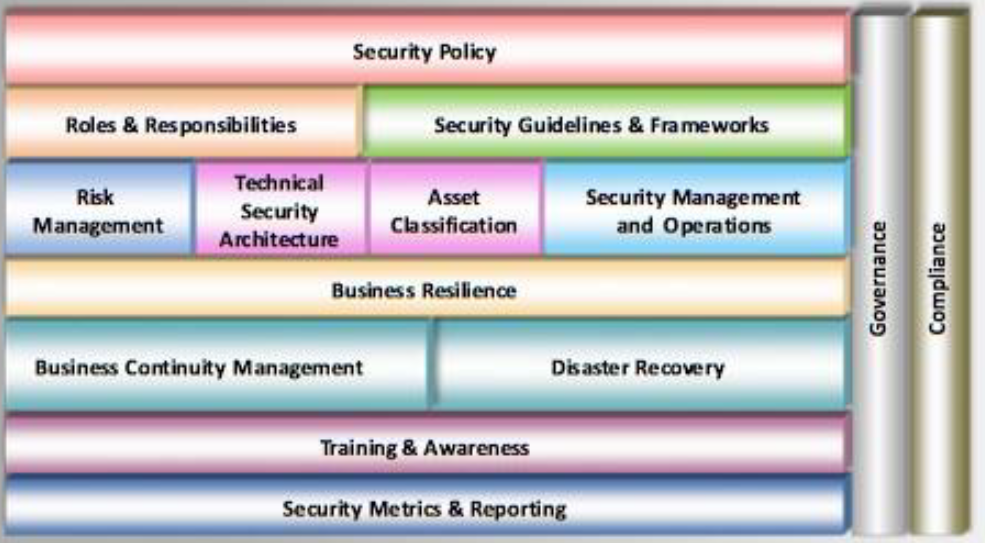 Security Policy
Roles & Responsibilities
Security Guidelines & Frameworks
Risk
Management
Technical
Security
Architecture
Asset
Classification
Security Management
and Operations
Business Resilience
Business Continuity Management
Disaster Recovery
Training & Awareness
Security Metrics & Reporting
Governance
Compliance